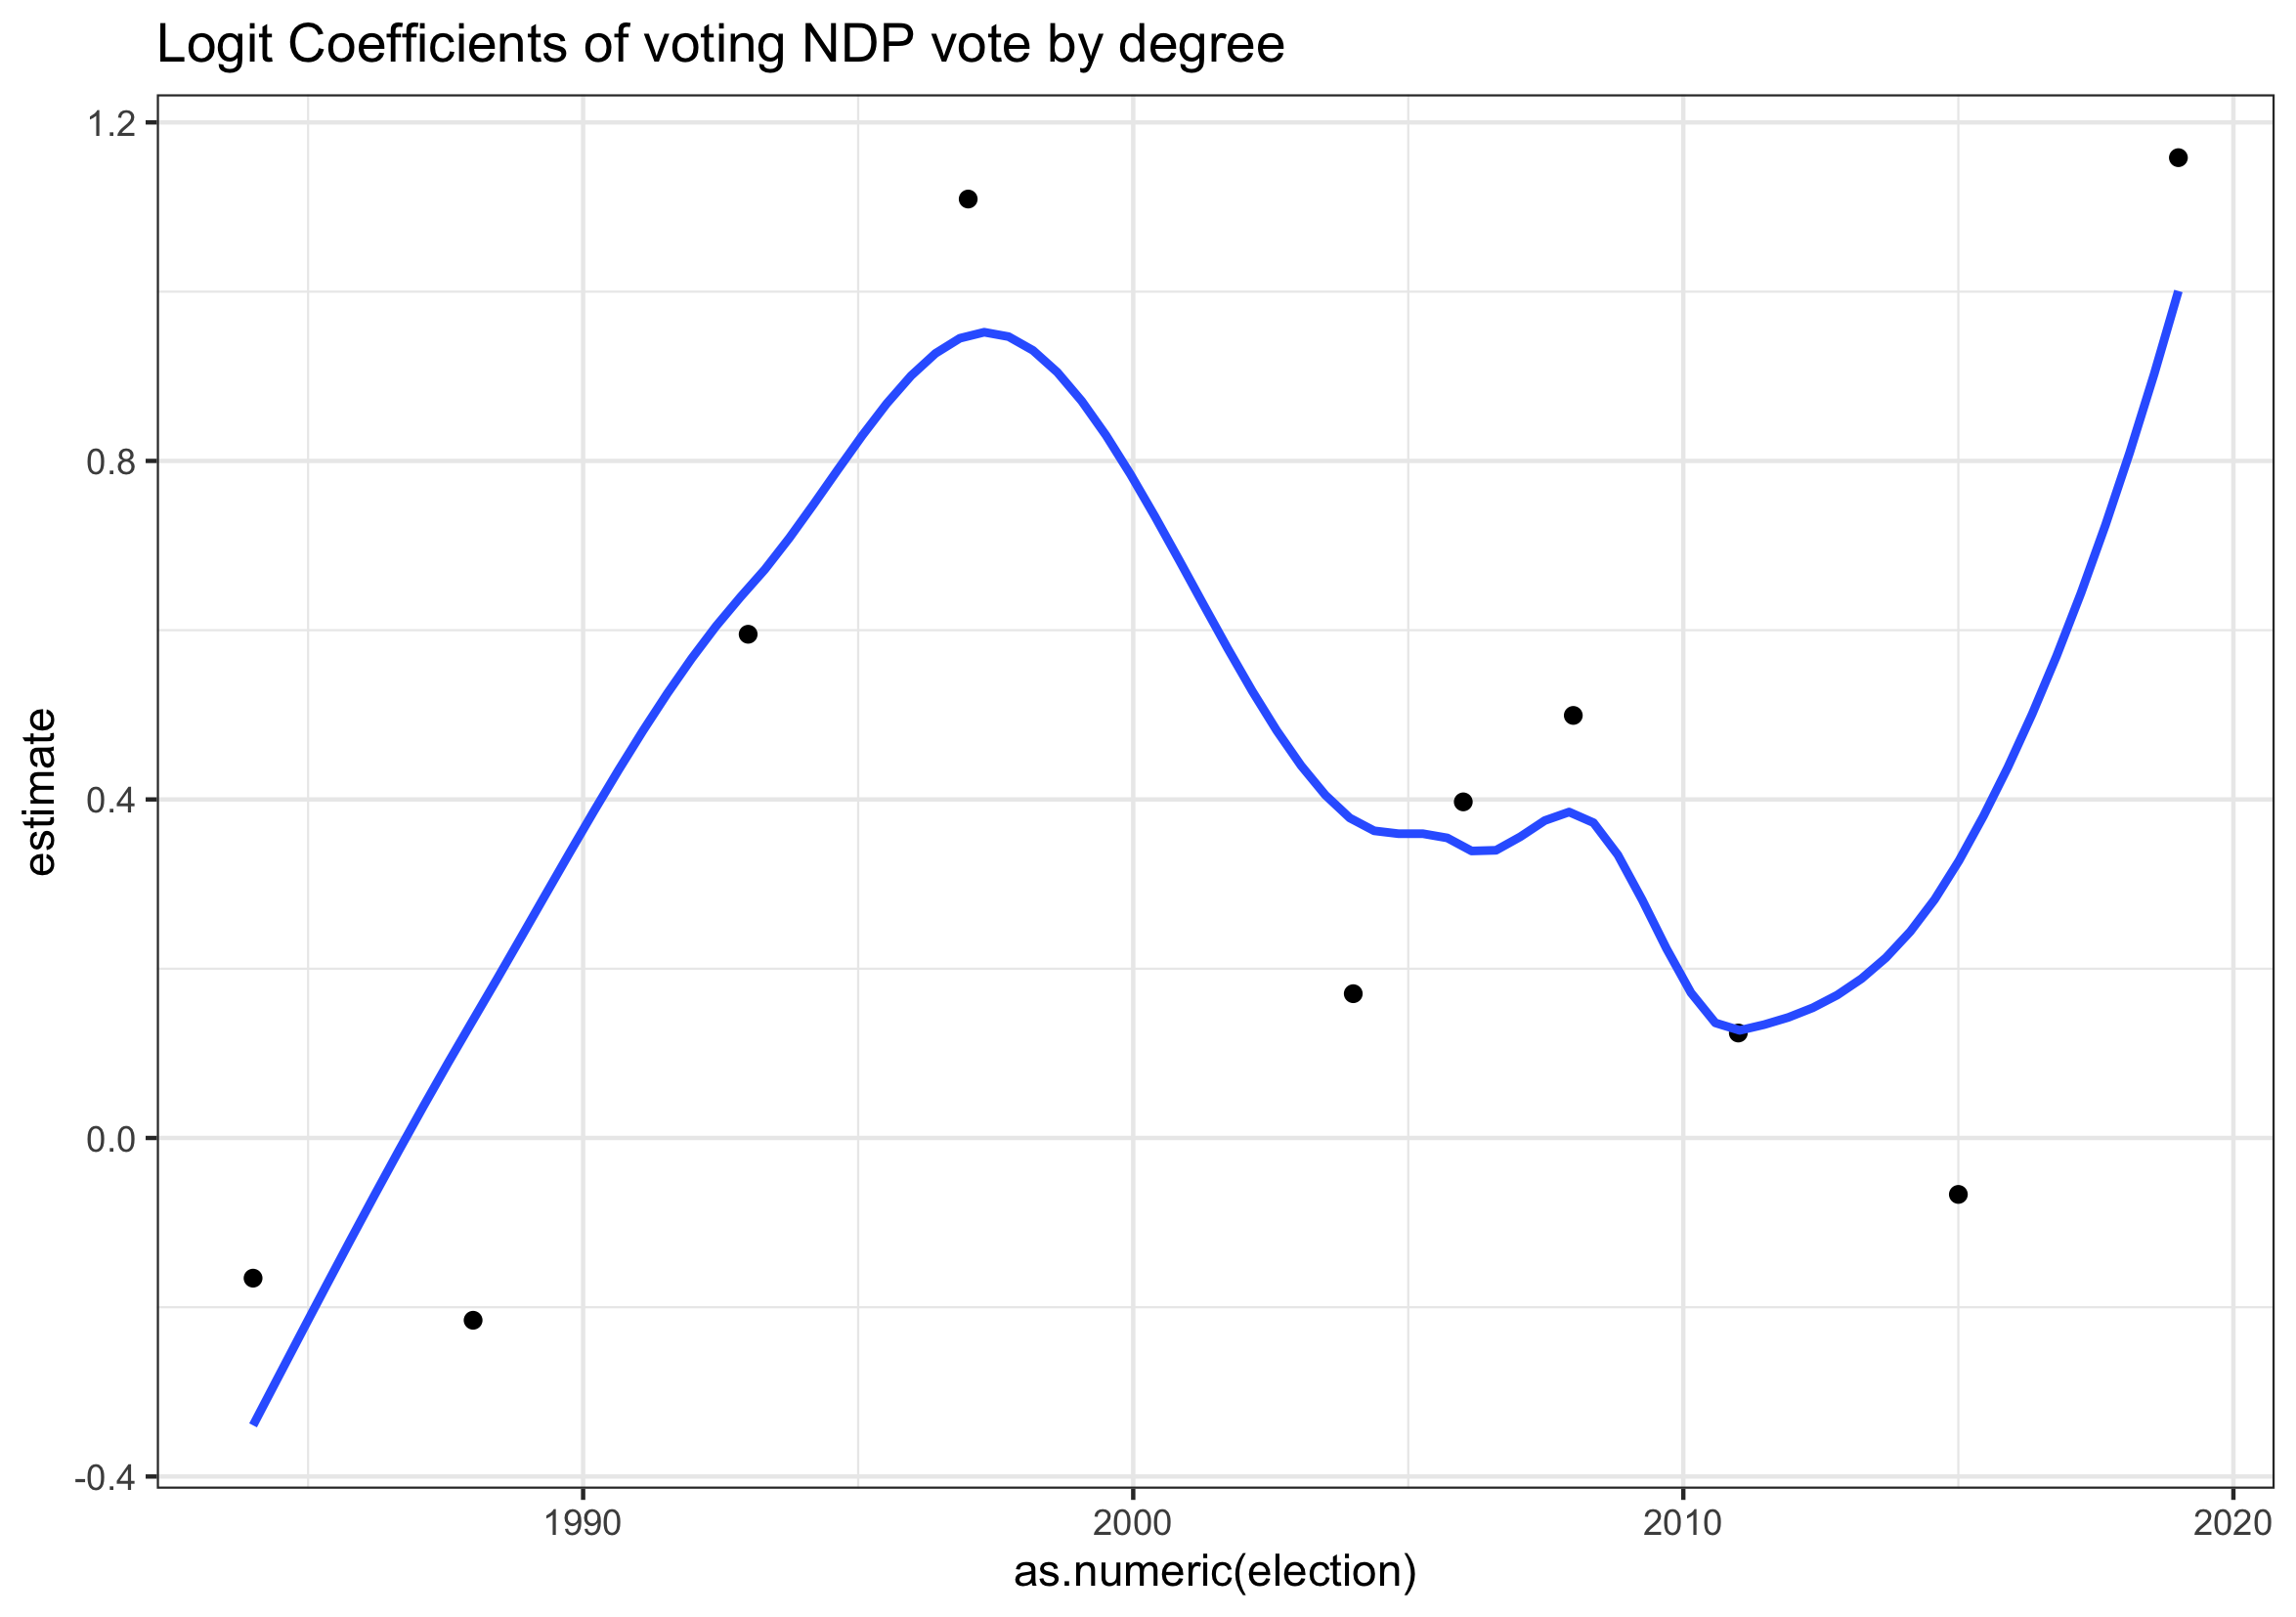 Logit Coefficients of voting NDP vote by degree
1.2
0.8
0.4
0.0
-0.4
estimate
1990 2000 2010 2020
as.numeric(election)